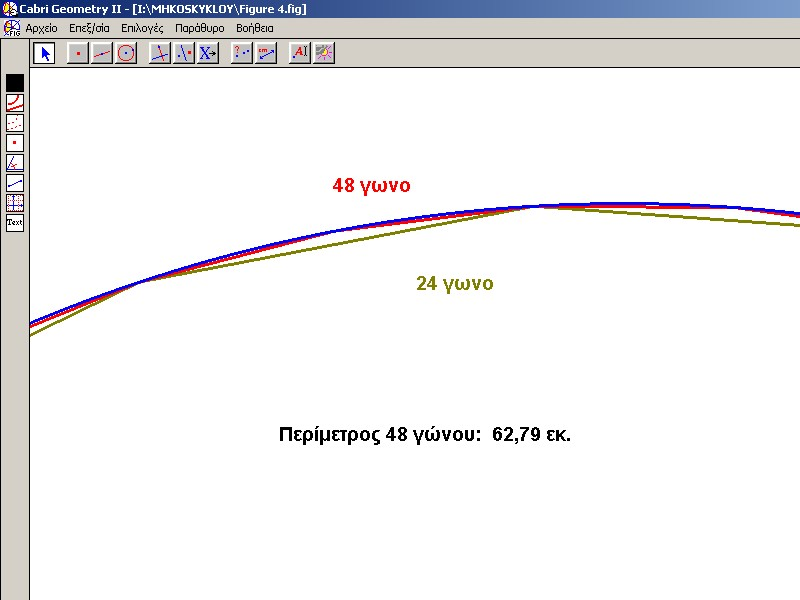 Cabri Geometry II - [I:\MHKOSKYKLOY\Figure 4.fig]
Αρχείο Επεξ/σία Επιλογές Παράθυρο Βοήθεια
48 γωνο
24 γωνο
Περίμετρος 48 γώνου: 62,79 εκ.
Text